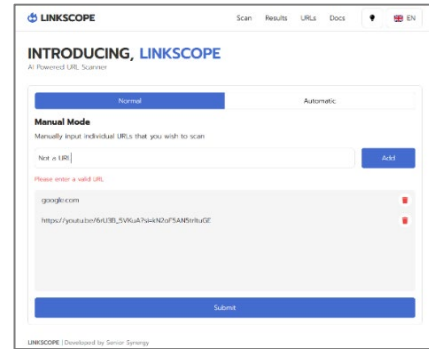 LINKSCOPE
Scan Results URLs Docs EN
INTRODUCING, LINKSCOPE
AI Powered URL Scanner
Normal Automatic
Manual Mode
Manually input individual URLs that you wish to scan
Not a URL Add
Please enter a valid URL
google.com
Submit
LINKSCOPE | Developed by Senior Synergy